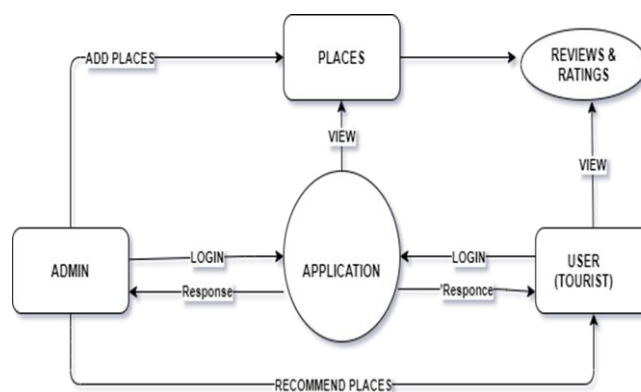 ADD PLACES
PLACES
REVIEWS &
RATINGS
VIEW
VIEW
ADMIN
LOGIN
APPLICATION
LOGIN
USER
(TOURIST)
Response
'Responce
RECOMMEND PLACES